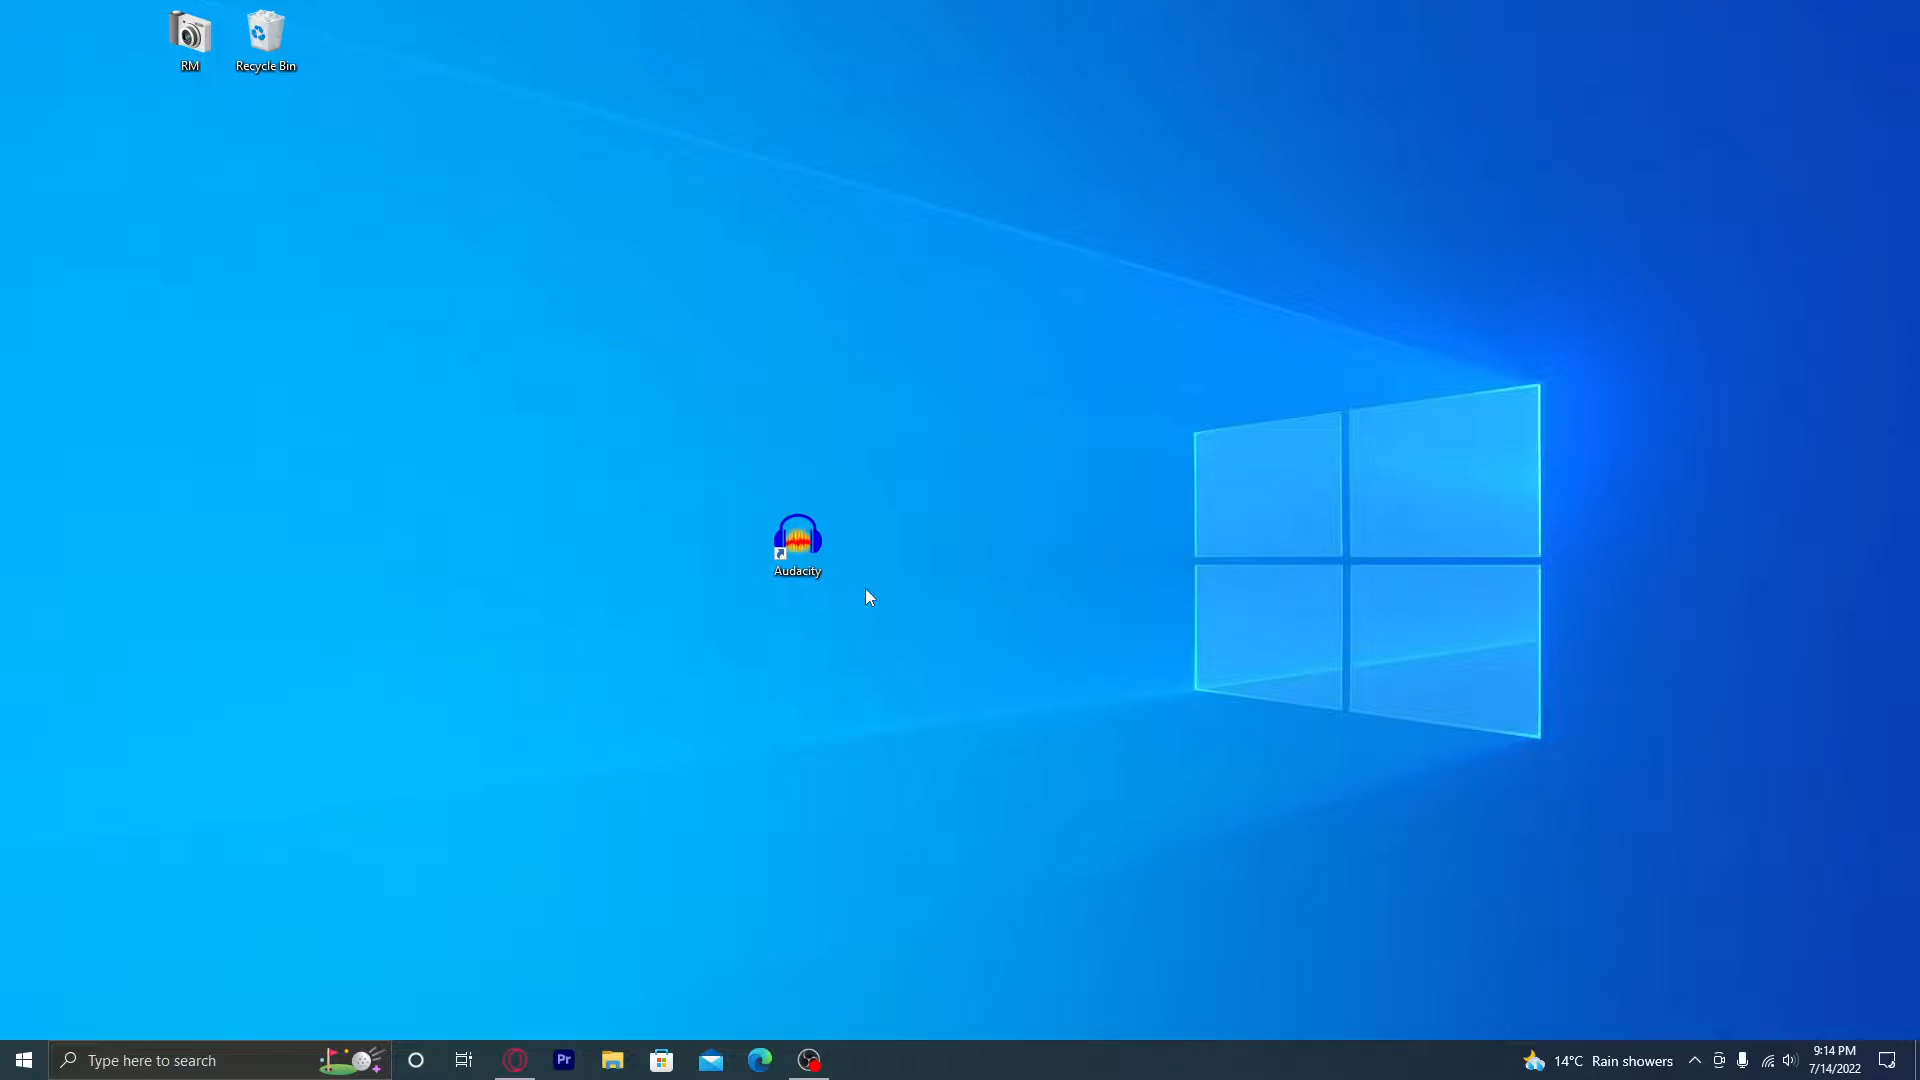 RM
Recycle Bin
Audacity
Type here to search
Pr
14°C Rain showers
9:14 PM
7/14/2022